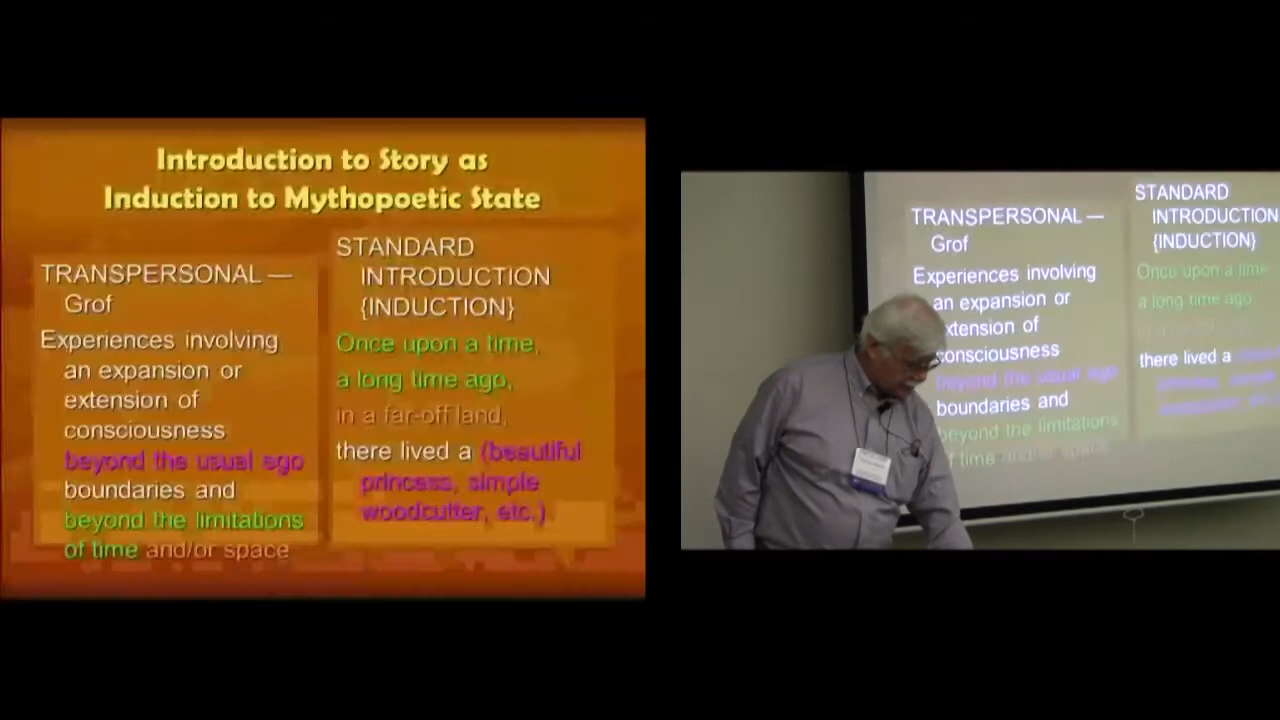 Introduction to Story as
Induction to Mythopoetic State
TRANSPERSONAL —
Grof
Experiences involving
an expansion or
extension of
consciousness
beyond the usual ego
boundaries and
beyond the limitations
of time and/or space
STANDARD
INTRODUCTION
{INDUCTION}
Once upon a time,
a long time ago,
in a far-off land,
there lived a (beautiful
princess, simple
woodcutter, etc.)
TRANSPERSONAL —
Grof
Experiences involving
an expansion or
extension of
consciousness
beyond the usual ego
boundaries and
beyond the limitations
of time and/or space
STANDARD
INTRODUCTION
{INDUCTION}
Once upon a time,
a long time ago,
there lived a